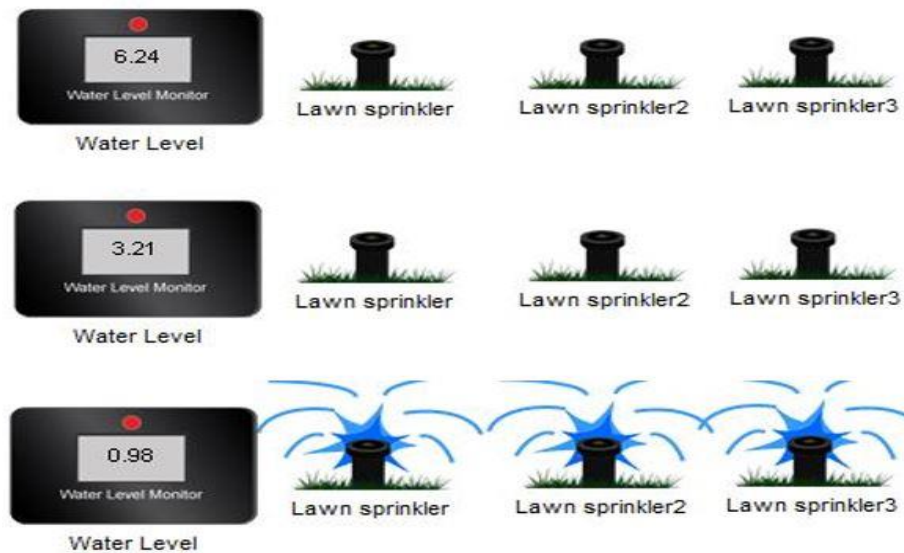 6.24
Water Level Monitor
Water Level
Lawn sprinkler
Lawn sprinkler2
Lawn sprinkler3
3.21
Water Level Monitor
Water Level
Lawn sprinkler
Lawn sprinkler2
Lawn sprinkler3
0.98
Water Level Monitor
Water Level
Lawn sprinkler
Lawn sprinkler2
Lawn sprinkler3